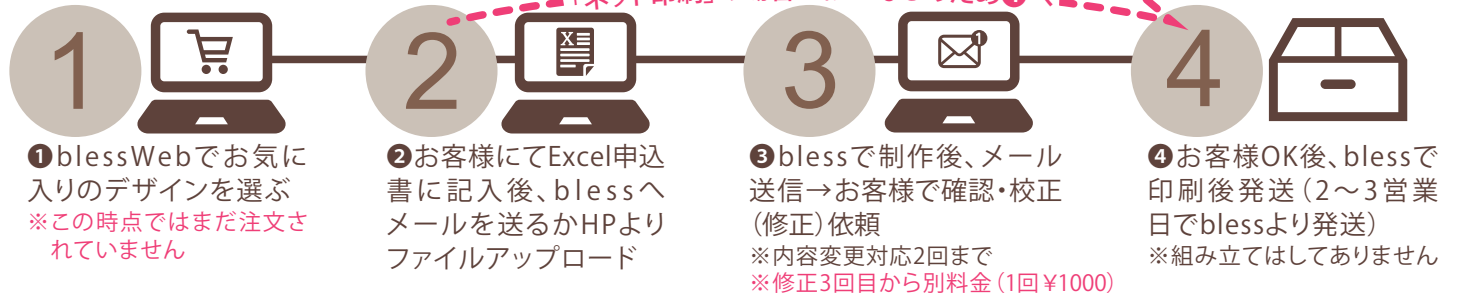 「ネット印刷」
1
2
3
4
❶blessWebでお気に
入りのデザインを選ぶ
※この時点ではまだ注文さ
れていません
❷お客様にてExcel申込
書に記入後、blessへ
メールを送るかHPより
ファイルアップロード
❸blessで制作後、メール
送信→お客様で確認・校正
(修正)依頼
※内容変更対応2回まで
※修正3回目から別料金(1回¥1000)
❹お客様OK後、blessで
印刷後発送(2〜3営業
日でblessより発送)
※組み立てはしてありません